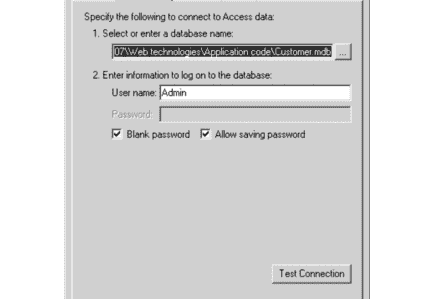 Specify the following to connect to Access data:
1. Select or enter a database name:
07\Web technologies\Application code\Customer.mdb ...
2. Enter information to log on to the database:
User name: Admin
Password:
Blank password Allow saving password
Test Connection